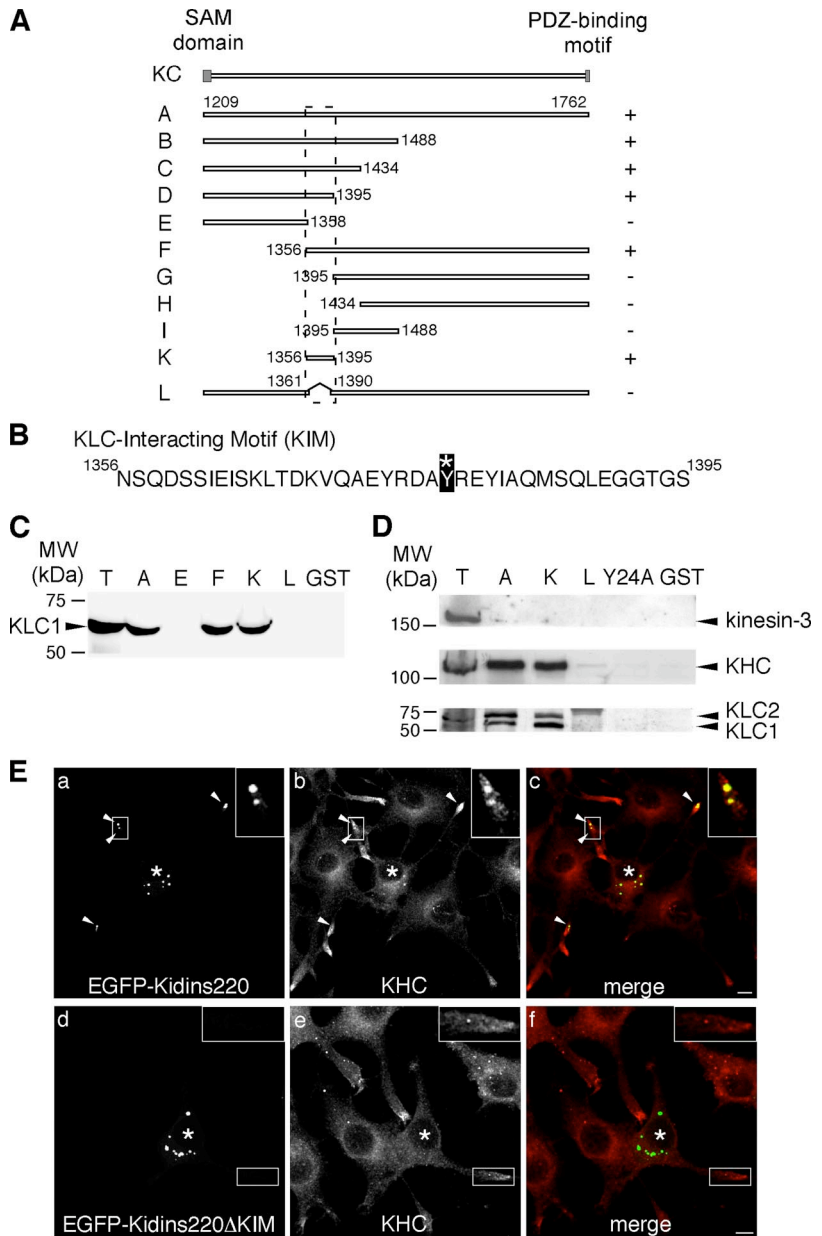 A
SAM domain
PDZ-binding motif
KC
A 1209 1762 +
B 1488 +
C 1434 +
D 1395 +
E 1358 -
F 1356 +
G 1395 -
H 1434 -
I 1395 1488 -
K 1356 1395 +
L 1361 1390 -
B
KLC-Interacting Motif (KIM)
*
1356NSQDSSIEISKLTDKVQAEYRDAYREYIAQMSQLEGGTGS1395
C
MW (kDa) T A E F K L GST
75
KLC1
50
D
MW (kDa) T A K L Y24A GST
150 kinesin-3
100 KHC
75 KLC2
50 KLC1
E
a b c
* * *
EGFP-Kidins220 KHC merge
d e f
* * *
EGFP-Kidins220ΔKIM KHC merge